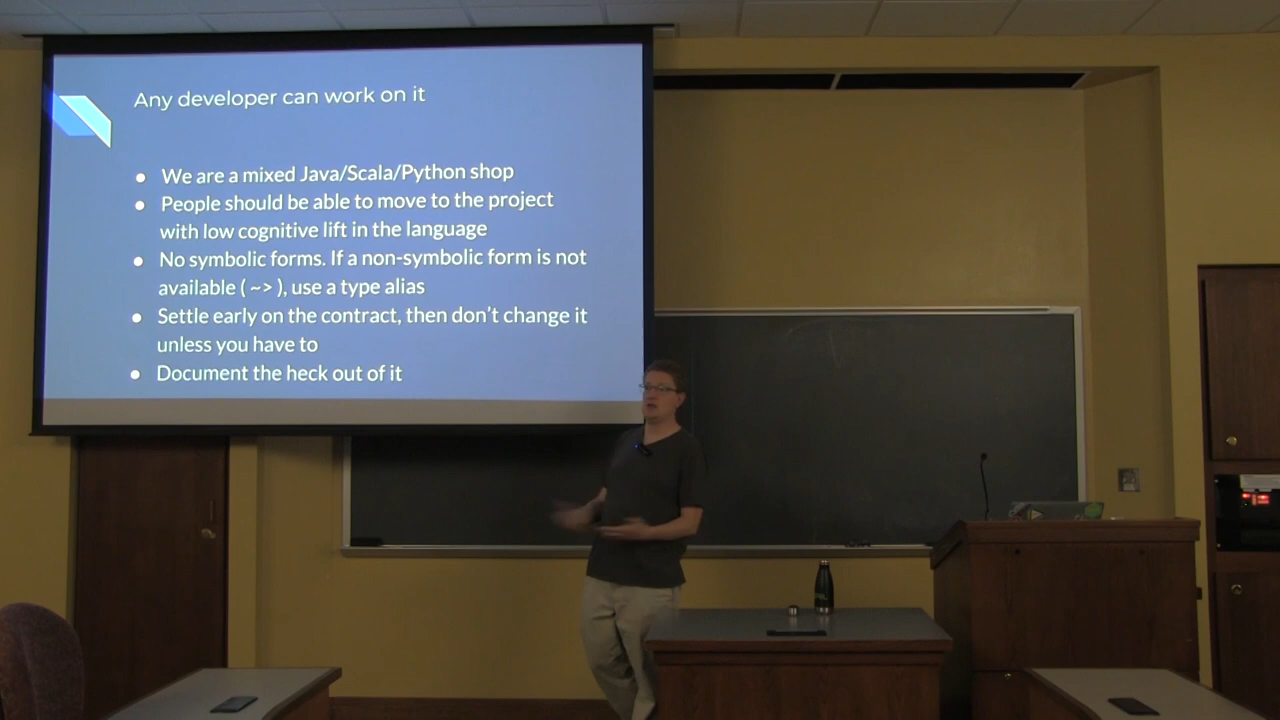 Any developer can work on it
● We are a mixed Java/Scala/Python shop
● People should be able to move to the project
with low cognitive lift in the language
● No symbolic forms. If a non-symbolic form is not
available ( ~> ), use a type alias
● Settle early on the contract, then don't change it
unless you have to
● Document the heck out of it